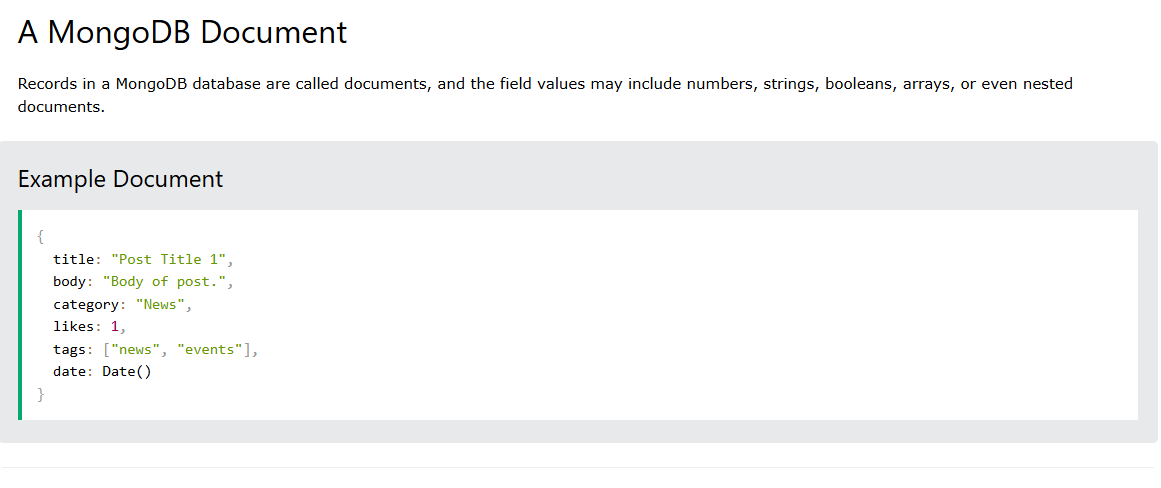 A MongoDB Document
Records in a MongoDB database are called documents, and the field values may include numbers, strings, booleans, arrays, or even nested
documents.
Example Document
{
  title: "Post Title 1",
  body: "Body of post.",
  category: "News",
  likes: 1,
  tags: ["news", "events"],
  date: Date()
}